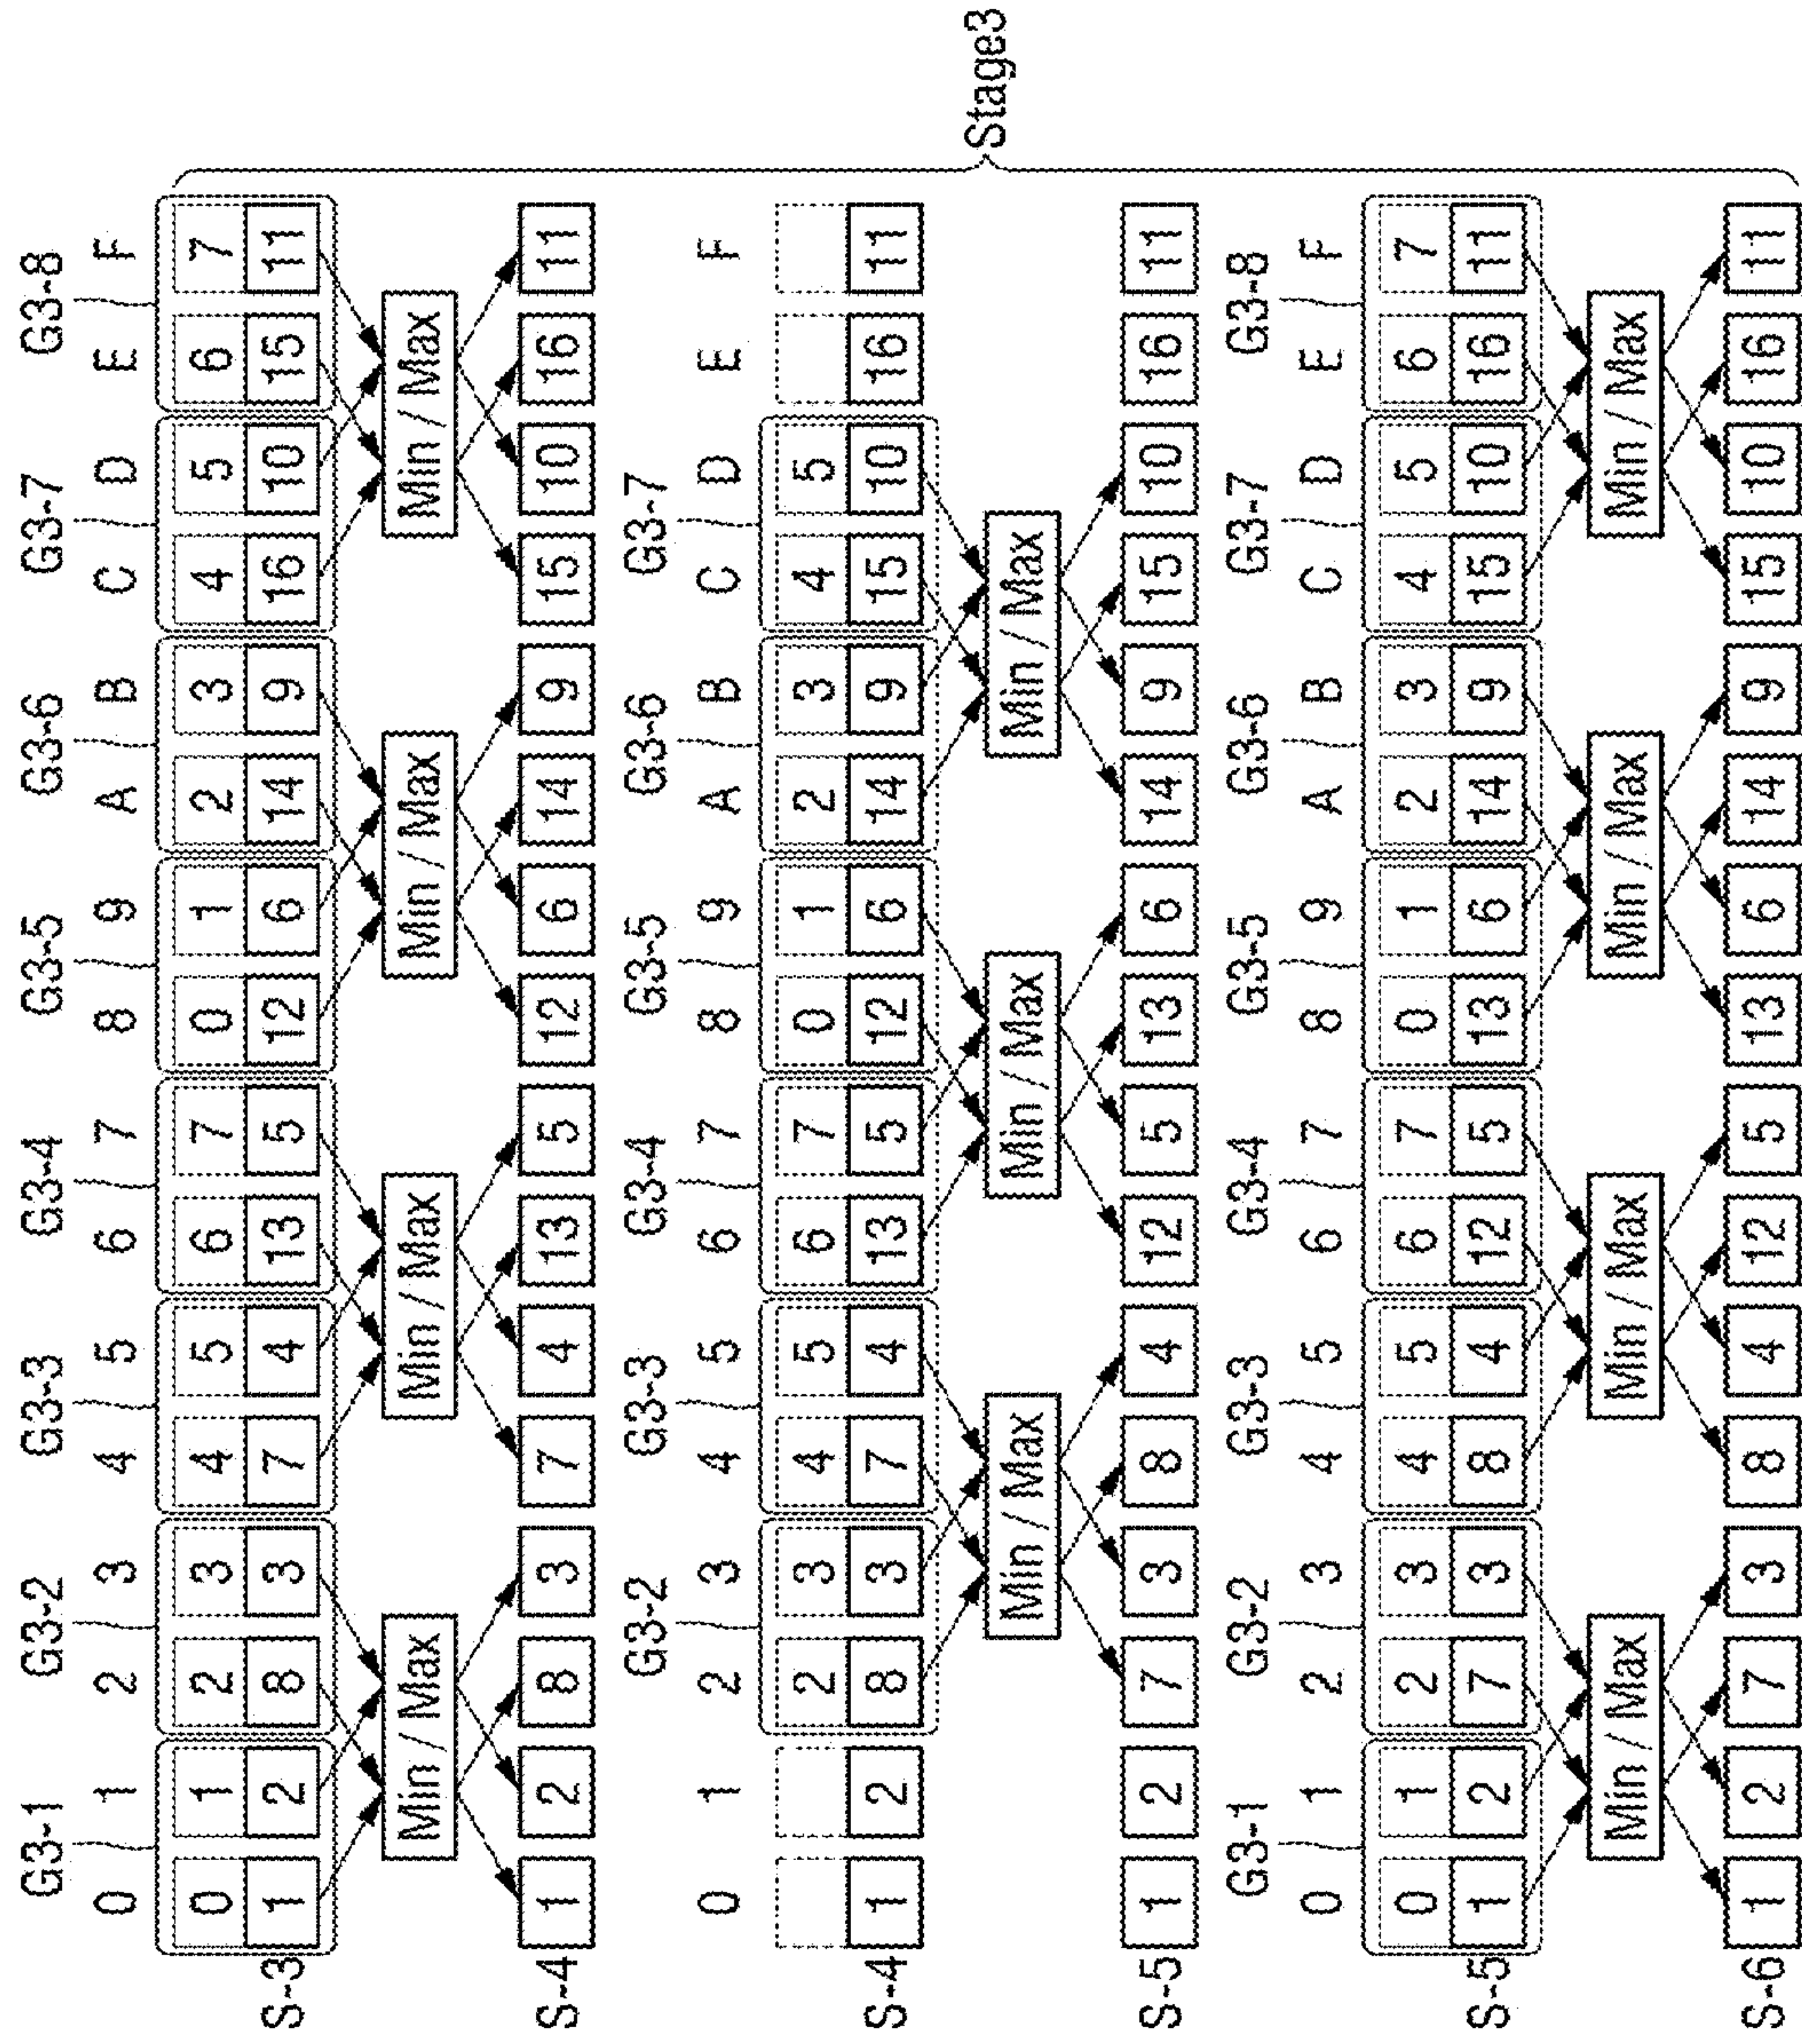 G3-1 G3-2 G3-3 G3-4 G3-5 G3-6 G3-7 G3-8
0 1 2 3 4 5 6 7 8 9 A B C D E F
0 1 2 3 4 5 6 7 0 1 2 3 4 5 6 7
S-3 1 2 8 3 7 4 13 5 12 6 14 9 16 10 15 11
Min / Max Min / Max Min / Max Min / Max
S-4 1 2 8 3 7 4 13 5 12 6 14 9 15 10 16 11
G3-2 G3-3 G3-4 G3-5 G3-6 G3-7
0 1 2 3 4 5 6 7 8 9 A B C D E F
2 3 4 5 6 7 0 1 2 3 4 5
S-4 1 2 8 3 7 4 13 5 12 6 14 9 15 10 16 11
Min / Max Min / Max Min / Max
S-5 1 2 7 3 8 4 12 5 13 6 14 9 15 10 16 11
G3-1 G3-2 G3-3 G3-4 G3-5 G3-6 G3-7 G3-8
0 1 2 3 4 5 6 7 8 9 A B C D E F
0 1 2 3 4 5 6 7 0 1 2 3 4 5 6 7
S-5 1 2 7 3 8 4 12 5 13 6 14 9 15 10 16 11
Min / Max Min / Max Min / Max Min / Max
S-6 1 2 7 3 8 4 12 5 13 6 14 9 15 10 16 11
Stage3